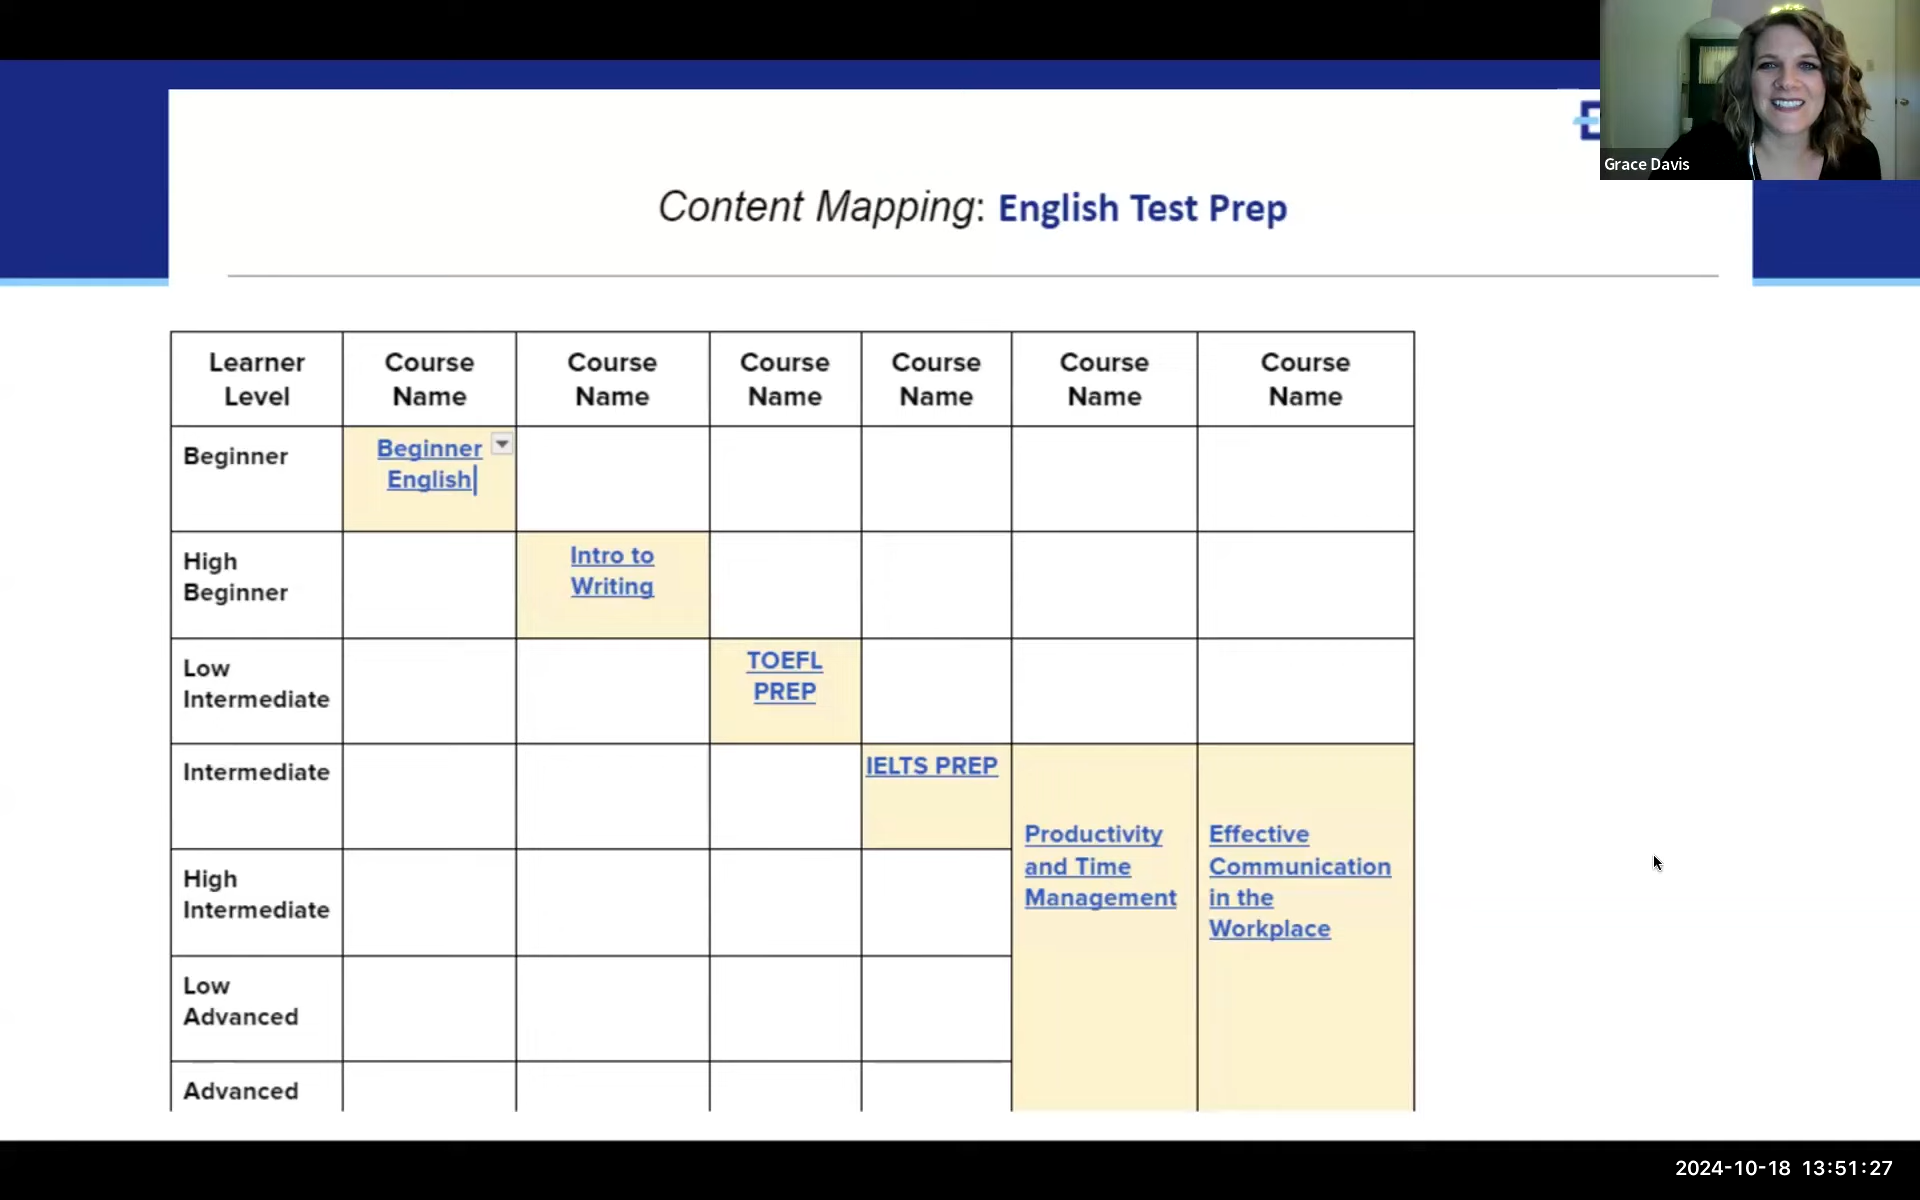 Grace Davis
Content Mapping: English Test Prep
Learner Level
Course Name
Course Name
Course Name
Course Name
Course Name
Course Name
Beginner
Beginner English
High Beginner
Intro to Writing
Low Intermediate
TOEFL PREP
Intermediate
IELTS PREP
Productivity and Time Management
Effective Communication in the Workplace
High Intermediate
Low Advanced
Advanced
2024-10-18 13:51:27